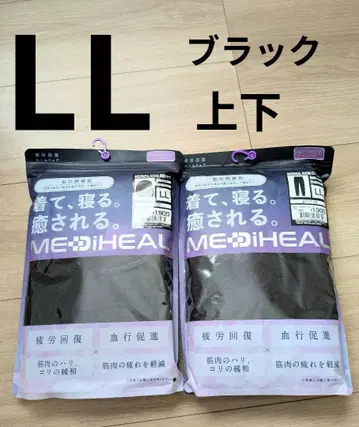 LL
ブラック
上下
着て、寝る。
癒される。
MEDiHEAL
疲労回復
×
血行促進
筋肉のハリ、
コリの緩和
筋肉の疲れを軽減
着て、寝る。
癒される。
MEDiHEAL
疲労回復
×
血行促進
筋肉のハリ、
コリの緩和
筋肉の疲れを軽減